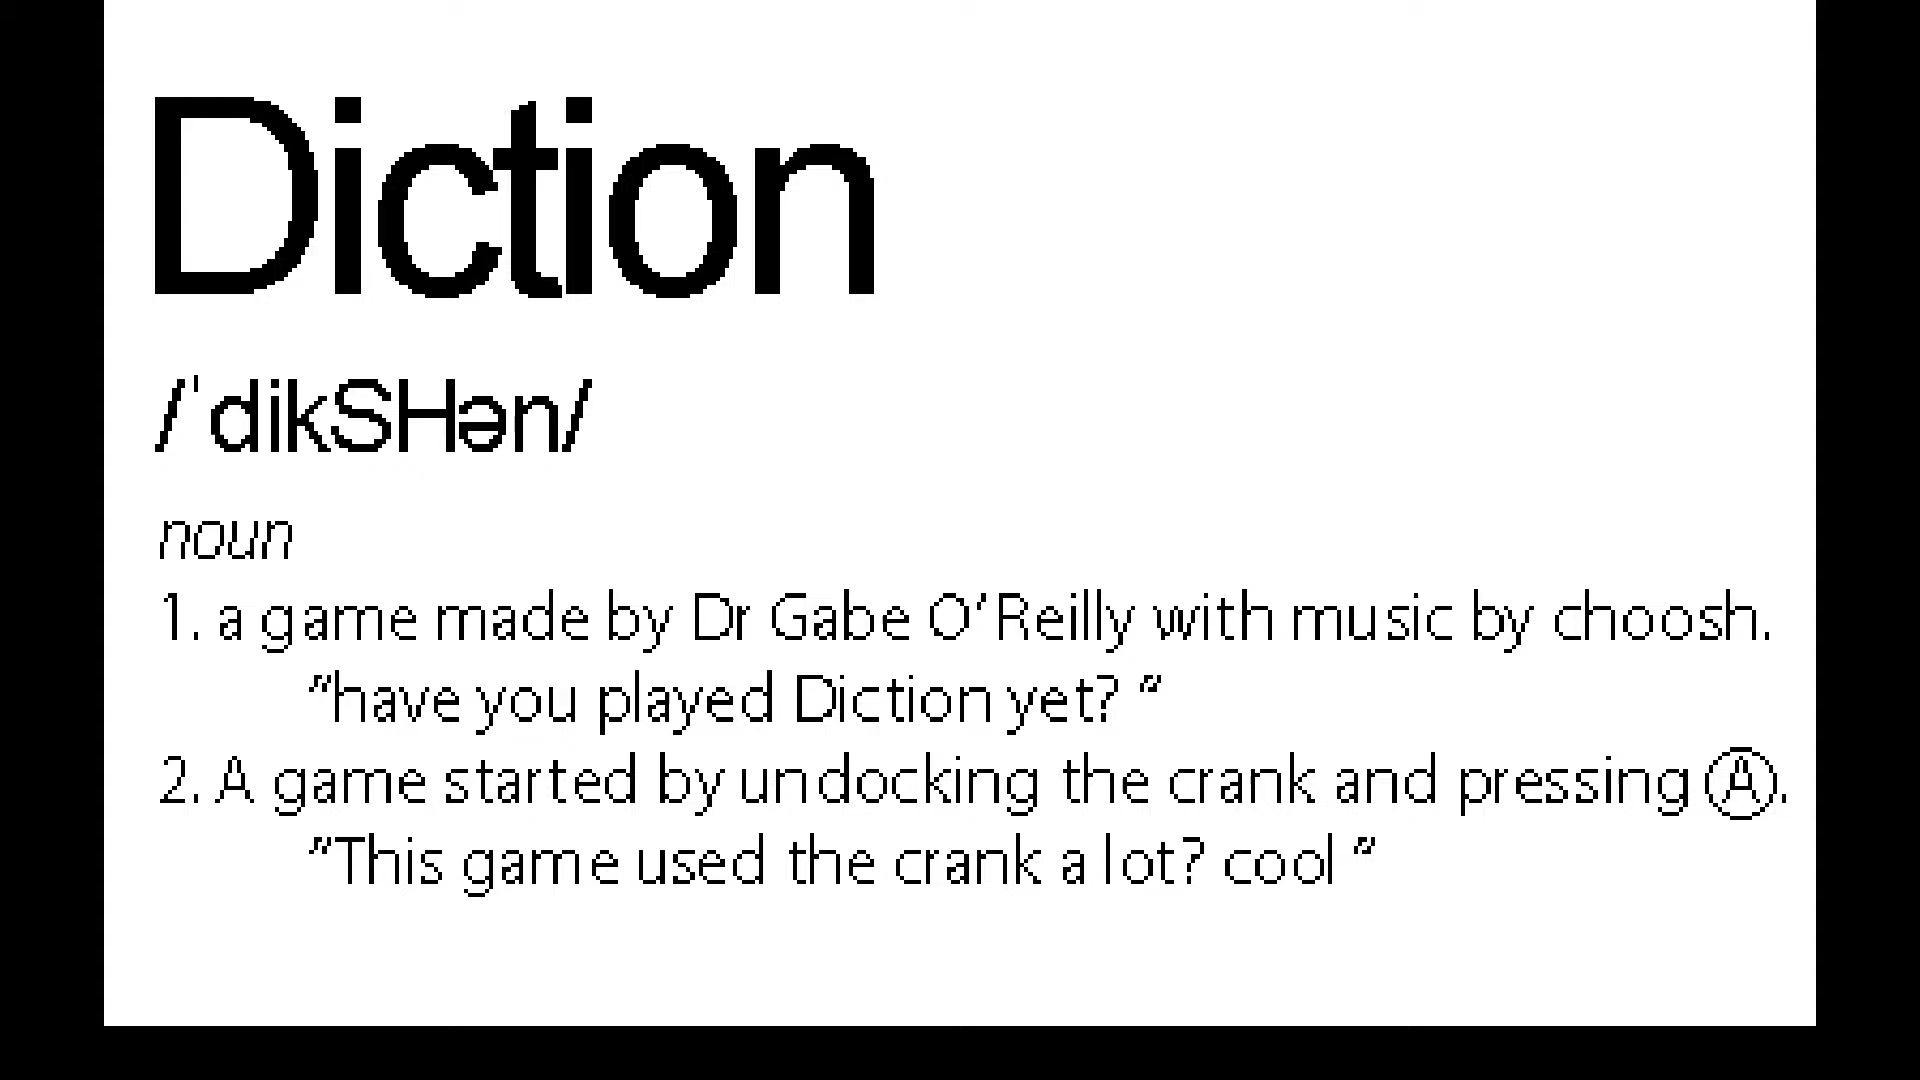 Diction
/ˈdikSHən/
noun
1. a game made by Dr Gabe O'Reilly with music by choosh.
"have you played Diction yet? "
2. A game started by undocking the crank and pressing Ⓐ.
"This game used the crank a lot? cool "